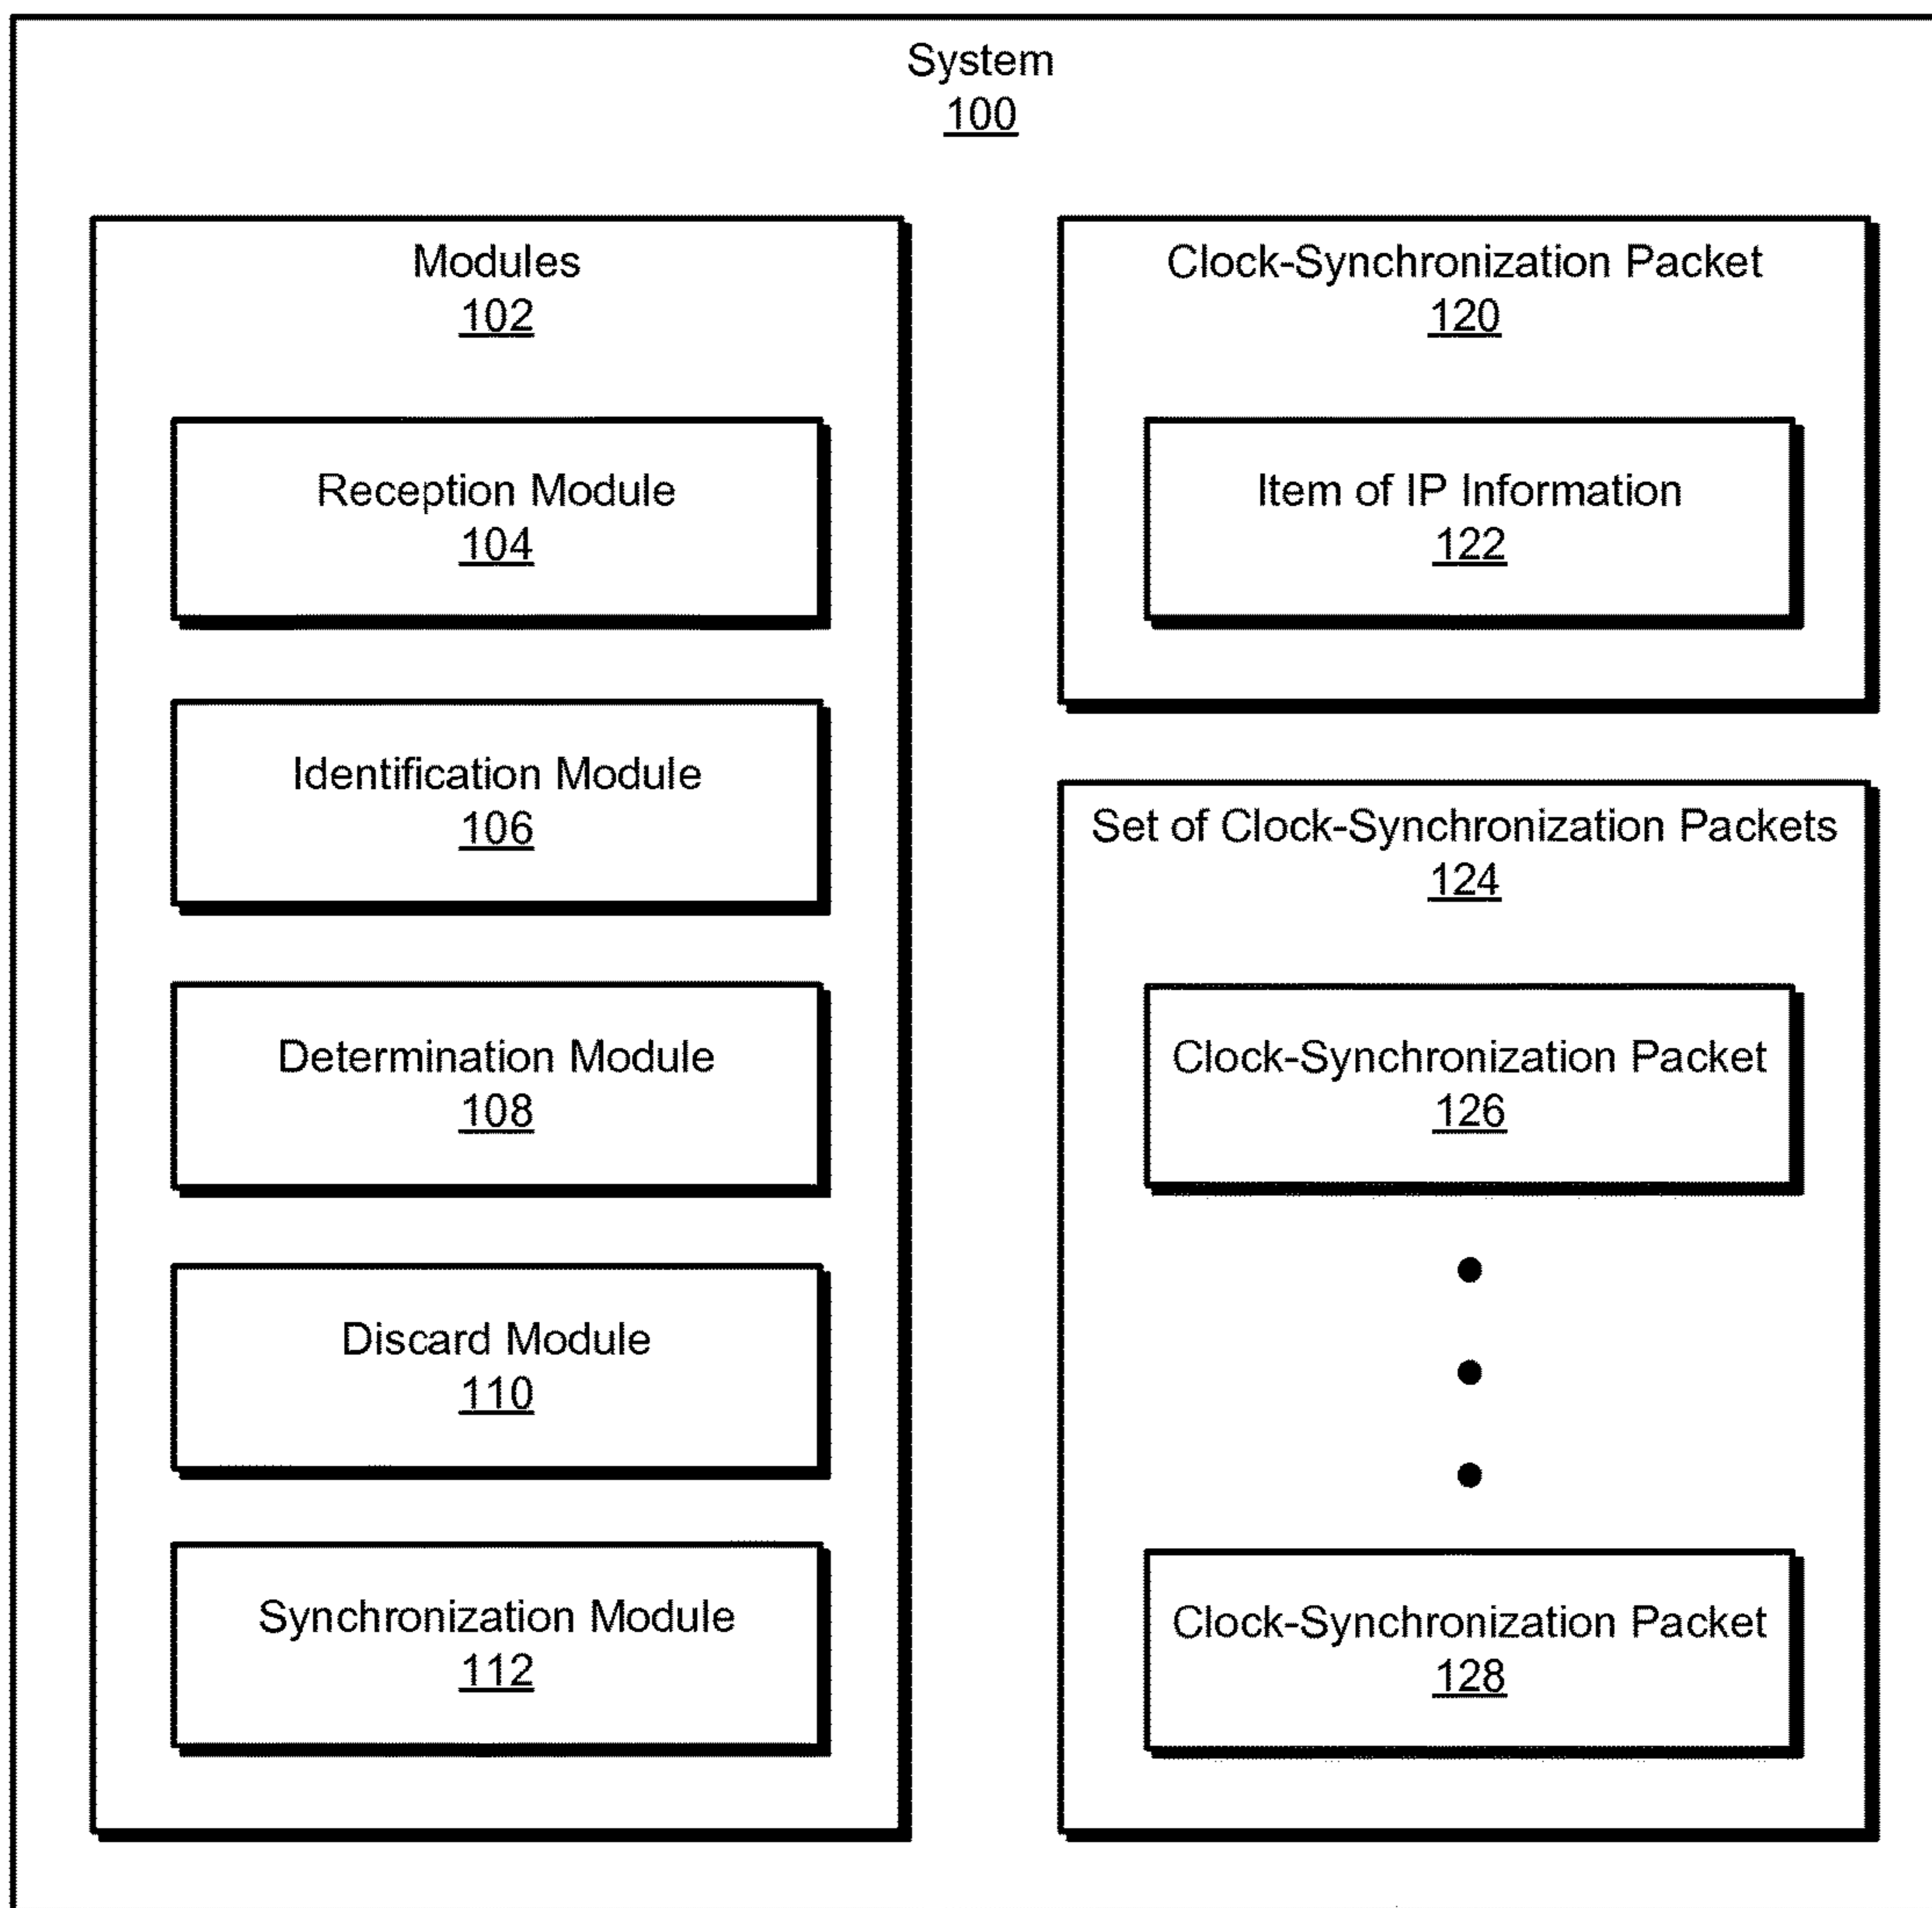 System
100
Modules
102
Reception Module
104
Identification Module
106
Determination Module
108
Discard Module
110
Synchronization Module
112
Clock-Synchronization Packet
120
Item of IP Information
122
Set of Clock-Synchronization Packets
124
Clock-Synchronization Packet
126
Clock-Synchronization Packet
128